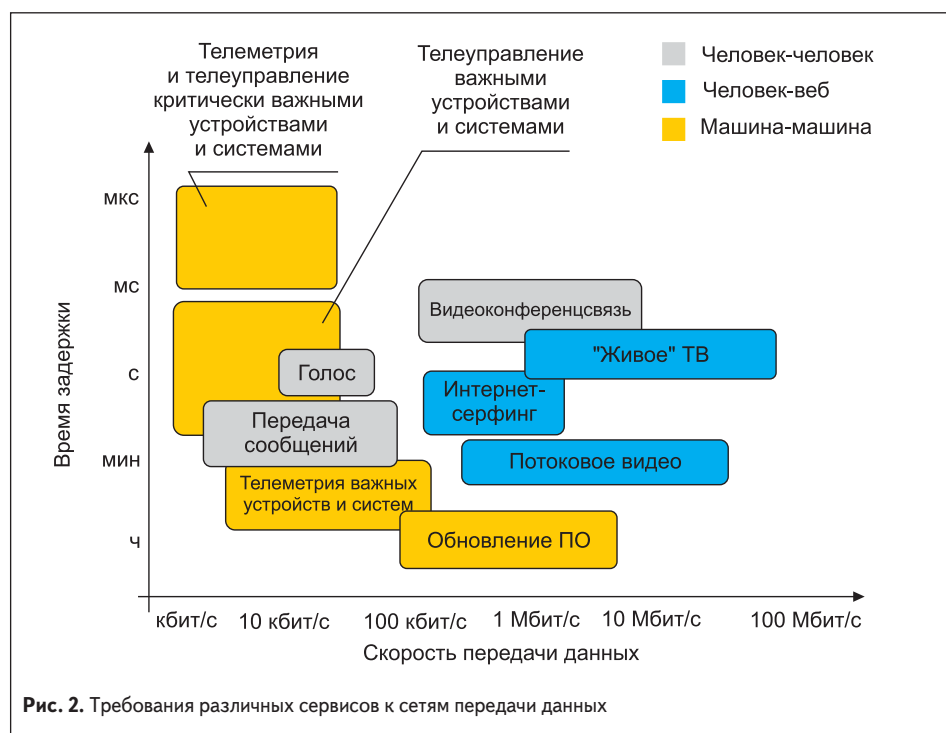 Телеметрия
и телеуправление
критически важными
устройствами
и системами
Телеуправление
важными
устройствами
и системами
Человек-человек
Человек-веб
Машина-машина
Время задержки
мкс
мс
с
мин
ч
Видеоконференцсвязь
"Живое" ТВ
Голос
Интернет-
серфинг
Передача
сообщений
Потоковое видео
Телеметрия важных
устройств и систем
Обновление ПО
кбит/с
10 кбит/с
100 кбит/с
1 Мбит/с
10 Мбит/с
100 Мбит/с
Скорость передачи данных
Рис. 2. Требования различных сервисов к сетям передачи данных